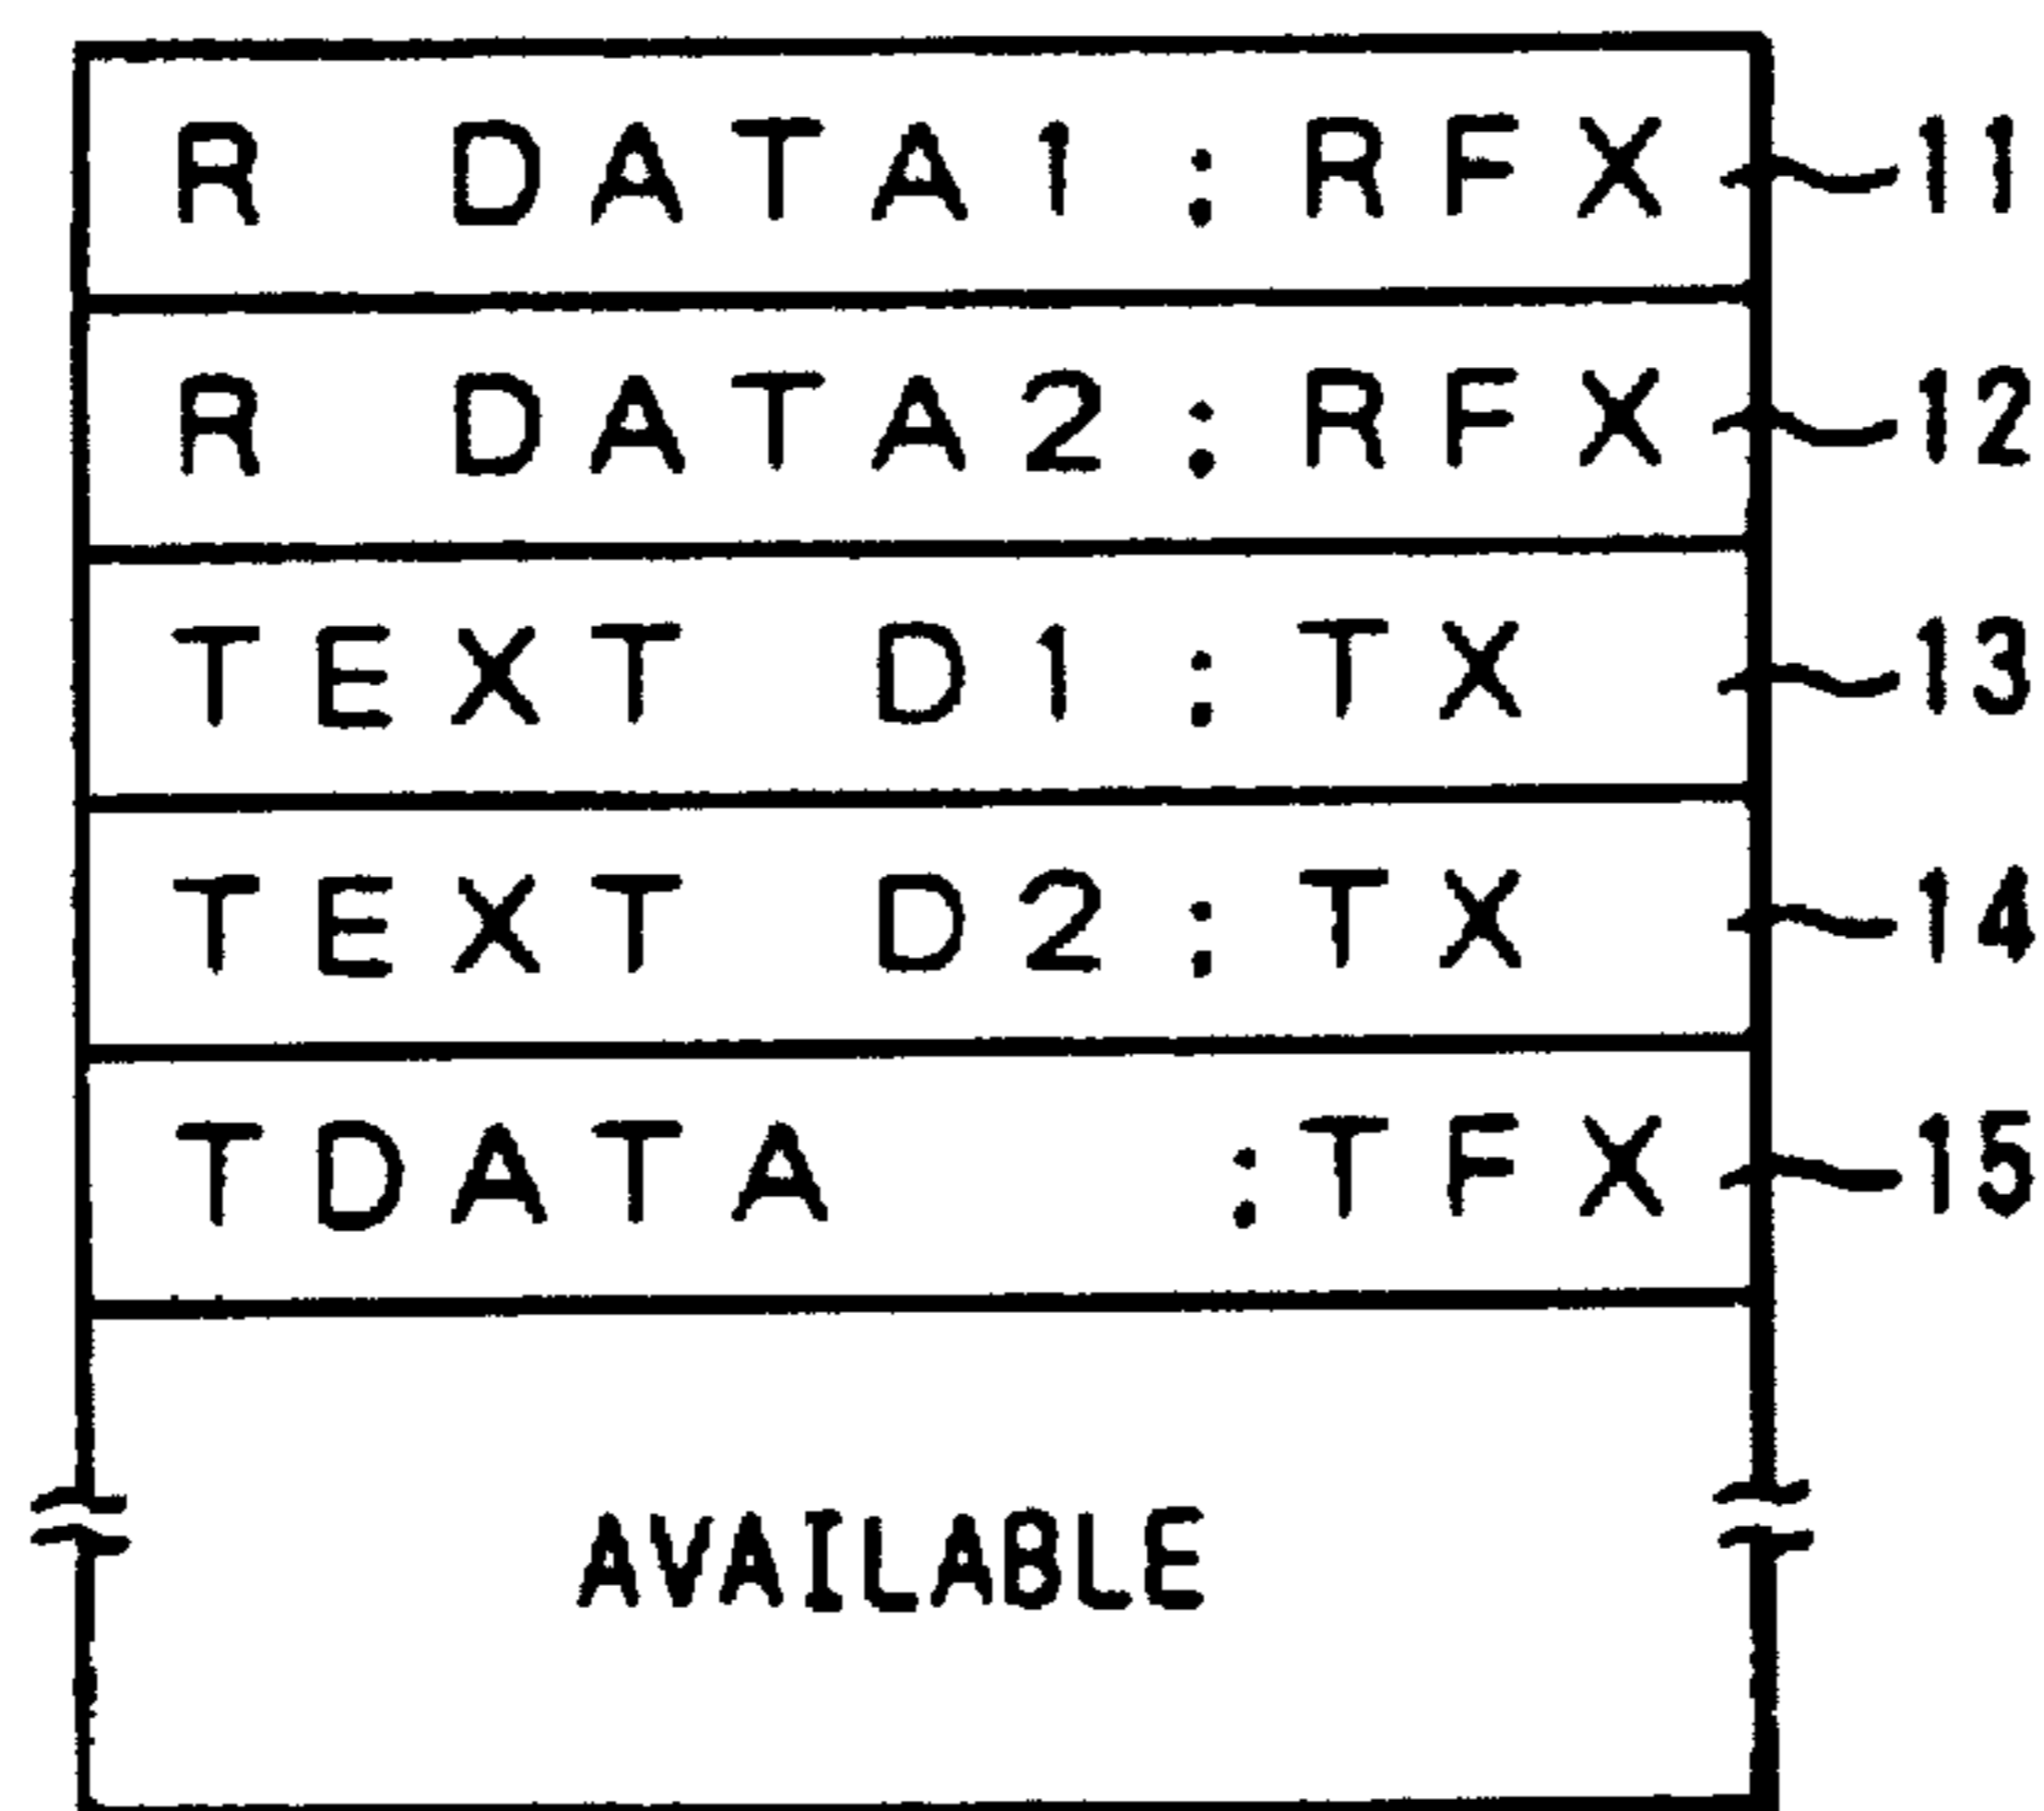 R DATA1:RFX 11
R DATA2:RFX 12
TEXT D1:TX 13
TEXT D2:TX 14
TDATA :TFX 15
AVAILABLE